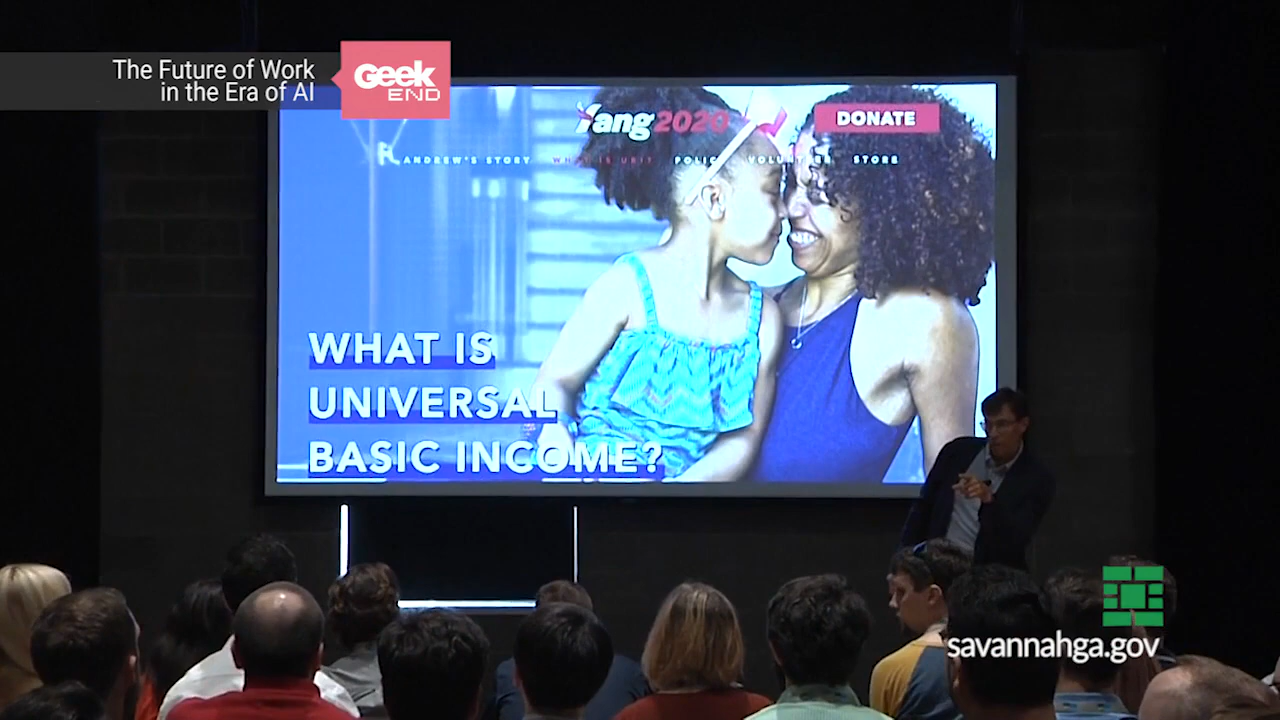 The Future of Work
in the Era of AI
Geek
END
Yang2020
DONATE
ANDREW'S STORY WHAT IS UBI? POLICY VOLUNTEER STORE
WHAT IS
UNIVERSAL
BASIC INCOME?
savannahga.gov